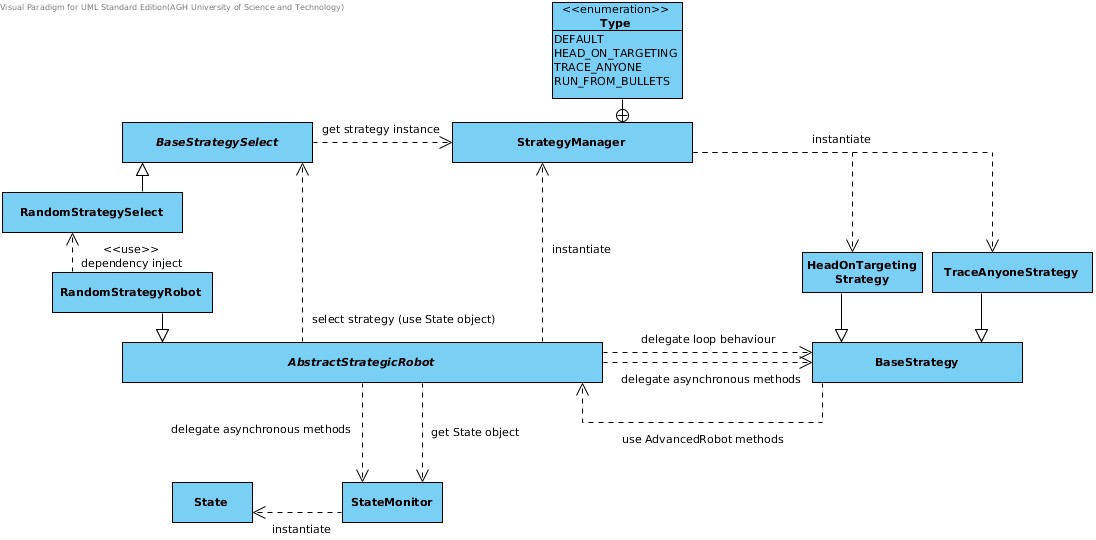 Visual Paradigm for UML Standard Edition(AGH University of Science and Technology)
<<enumeration>>
Type
DEFAULT
HEAD_ON_TARGETING
TRACE_ANYONE
RUN_FROM_BULLETS
BaseStrategySelect
get strategy instance
StrategyManager
instantiate
RandomStrategySelect
<<use>>
dependency inject
RandomStrategyRobot
instantiate
HeadOnTargeting
Strategy
TraceAnyoneStrategy
select strategy (use State object)
AbstractStrategicRobot
delegate loop behaviour
delegate asynchronous methods
BaseStrategy
use AdvancedRobot methods
delegate asynchronous methods
get State object
State
StateMonitor
instantiate